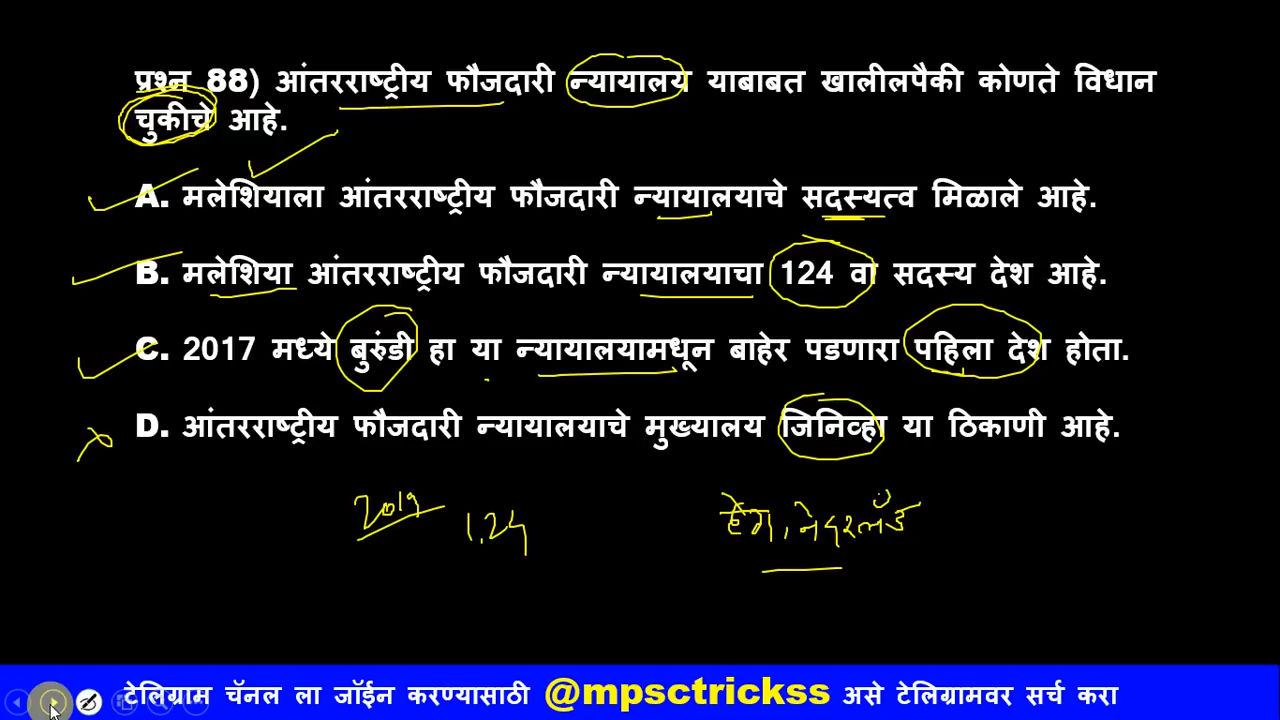 प्रश्न 88) आंतरराष्ट्रीय फौजदारी न्यायालय याबाबत खालीलपैकी कोणते विधान
चुकीचे आहे.
A. मलेशियाला आंतरराष्ट्रीय फौजदारी न्यायालयाचे सदस्यत्व मिळाले आहे.
B. मलेशिया आंतरराष्ट्रीय फौजदारी न्यायालयाचा 124 वा सदस्य देश आहे.
C. 2017 मध्ये बुरुंडी हा या न्यायालयामधून बाहेर पडणारा पहिला देश होता.
D. आंतरराष्ट्रीय फौजदारी न्यायालयाचे मुख्यालय जिनिव्हा या ठिकाणी आहे.
2019 124 हेग, नेदरलँड
टेलिग्राम चॅनल ला जॉईन करण्यासाठी @mpsctrickss असे टेलिग्रामवर सर्च करा